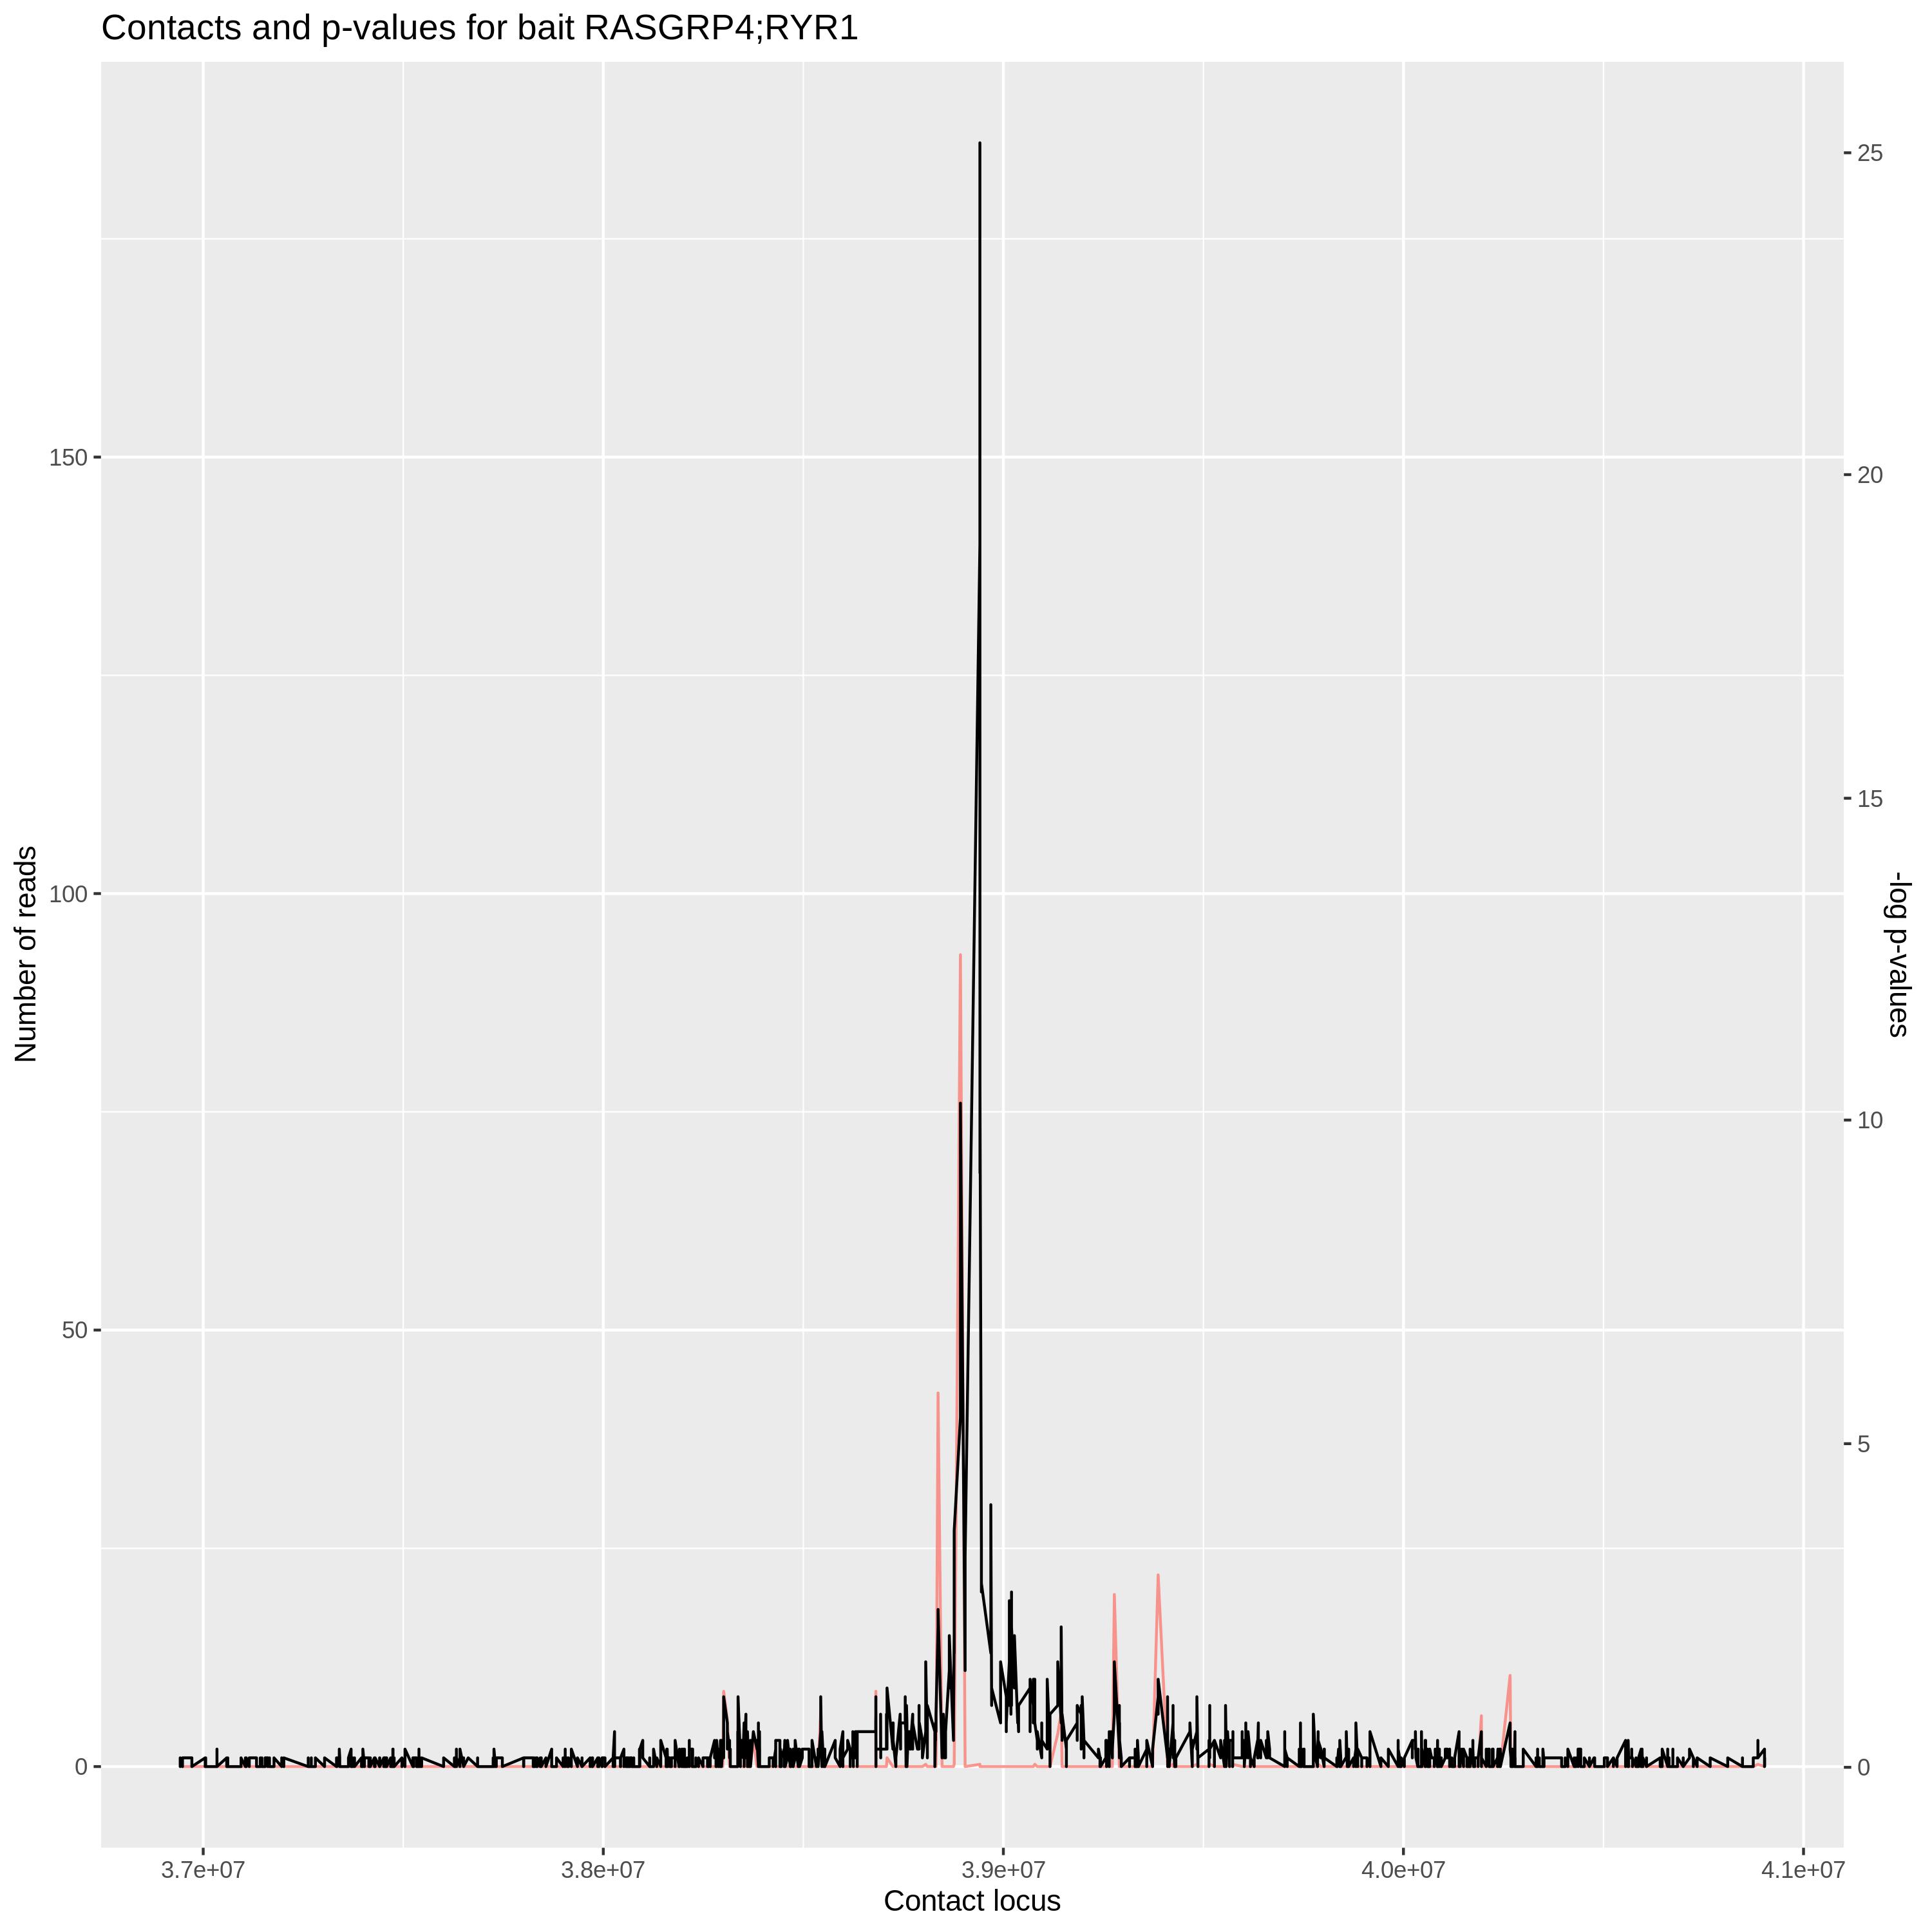 Contacts and p-values for bait RASGRP4;RYR1
Number of reads
150
100
50
0
25
20
15
10
5
0
-log p-values
3.7e+07
3.8e+07
3.9e+07
4.0e+07
4.1e+07
Contact locus